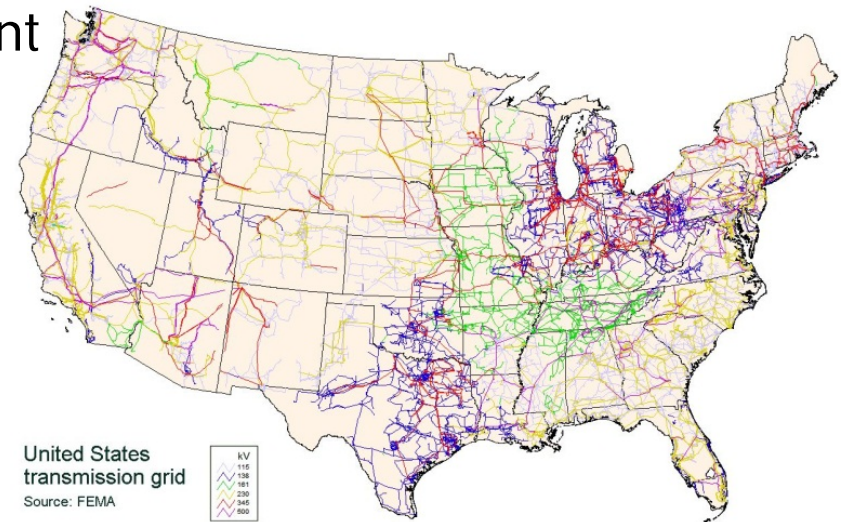 nt
United States
transmission grid
Source: FEMA
kV
115
138
161
230
345
500